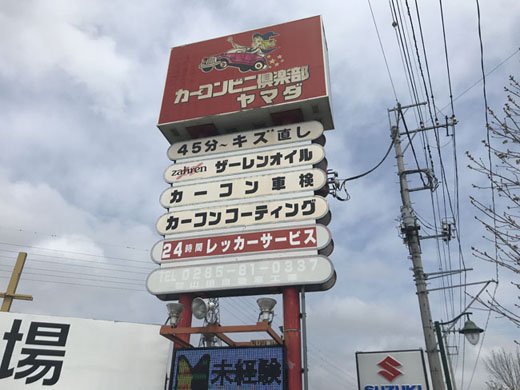 カーコンビニ倶楽部
ヤマダ
45分~キズ直し
zahren ザーレンオイル
カーコン車検
カーコンコーティング
24時間レッカーサービス
TEL 0285-81-0337
場
未経験
SUZUKI